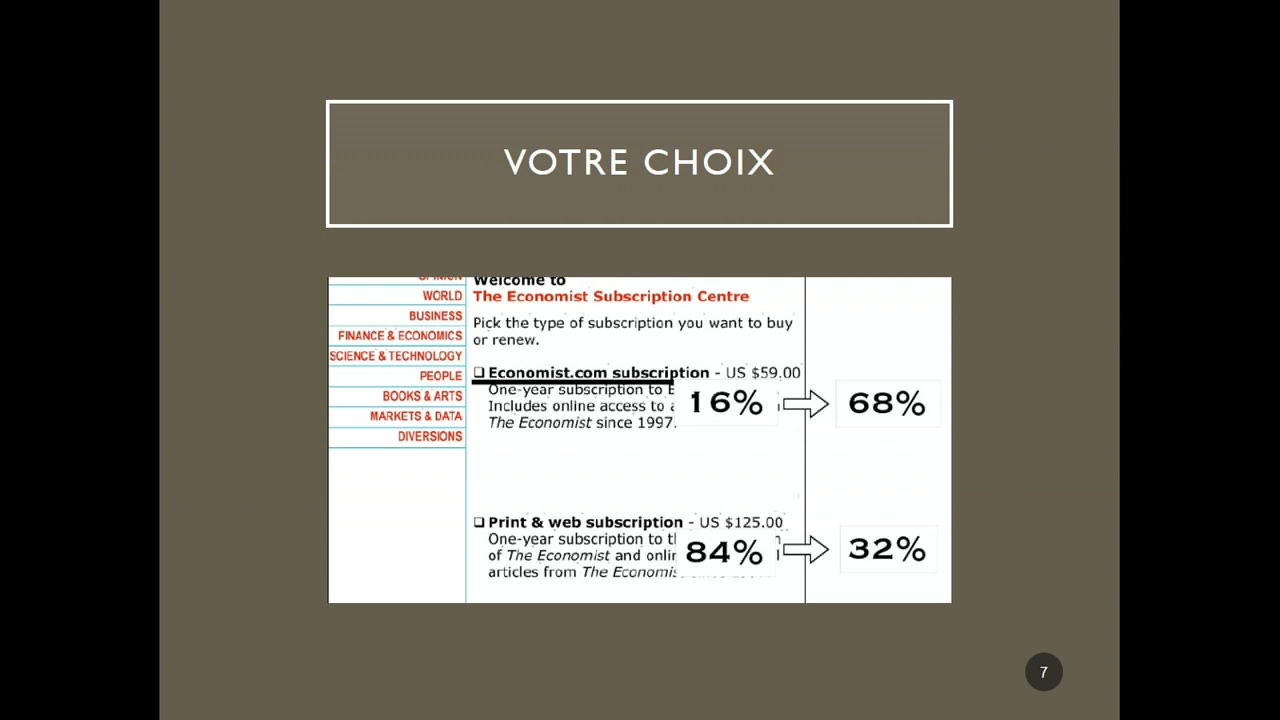 VOTRE CHOIX
Welcome to
WORLD
The Economist Subscription Centre
BUSINESS
Pick the type of subscription you want to buy
FINANCE & ECONOMICS
or renew.
SCIENCE & TECHNOLOGY
PEOPLE
Economist.com subscription - US $59.00
BOOKS & ARTS
One-year subscription to
MARKETS & DATA
Includes online access to
16%
68%
DIVERSIONS
The Economist since 1997.
Print & web subscription - US $125.00
One-year subscription to
of The Economist and
84%
32%
articles from The
7